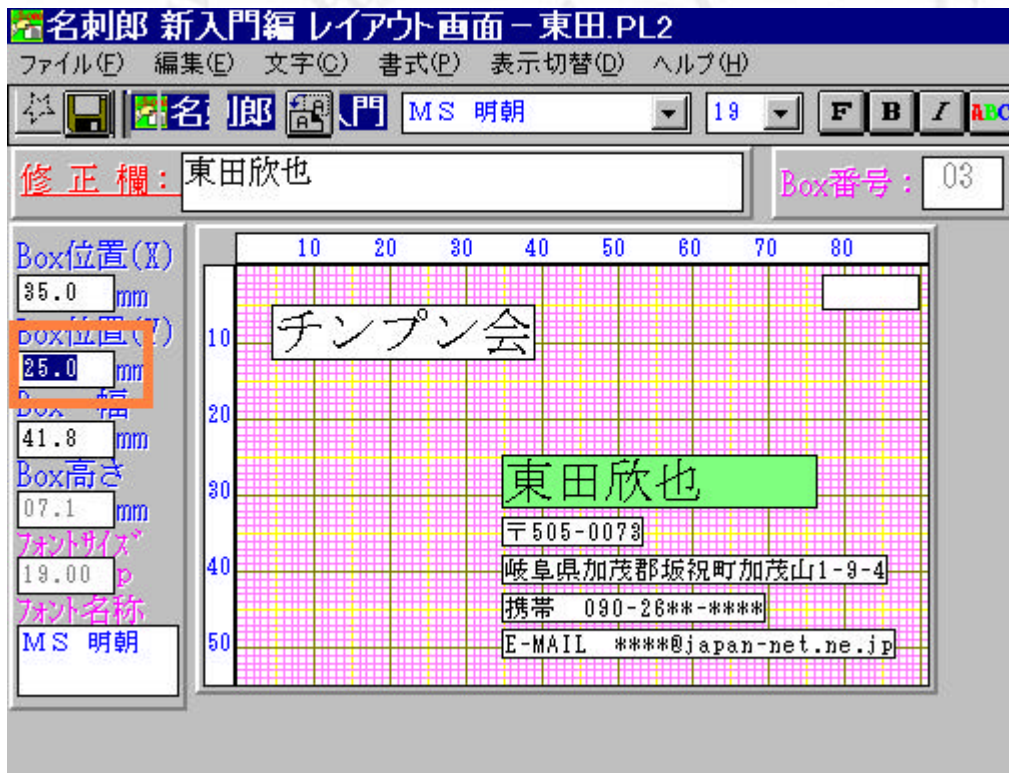 名刺郎 新入門編 レイアウト画面 － 東田.PL2
ファイル(F) 編集(E) 文字(C) 書式(P) 表示切替(D) ヘルプ(H)
名 郎 入門 ＭＳ 明朝 19 F B I ABC
修 正 欄： 東田欣也 Box番号： 03
Box位置(X)
35.0 mm
Box位置(Y)
25.0 mm
Box 幅
41.8 mm
Box高さ
07.1 mm
フォントサイズ
19.00 p
フォント名称
ＭＳ 明朝
10 20 30 40 50 60 70 80
10
20
30
40
50
チンプン会
東田欣也
〒505-0073
岐阜県加茂郡坂祝町加茂山1-9-4
携帯 090-26**-****
E-MAIL ****@japan-net.ne.jp